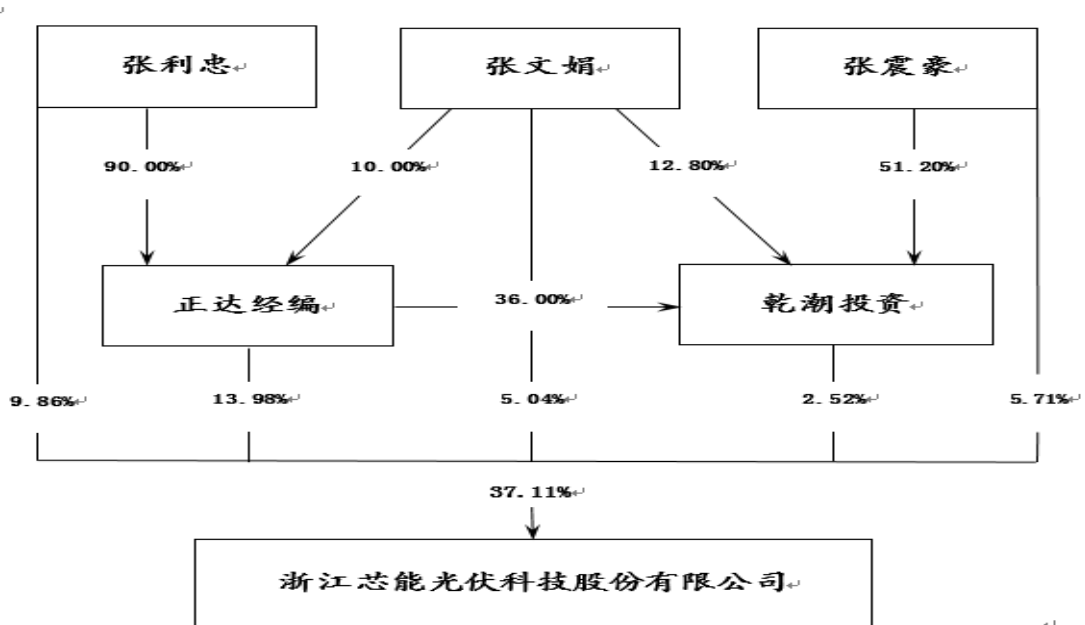 张利忠
张文娟
张震豪
90.00%
10.00%
12.80%
51.20%
正达经编
36.00%
乾潮投资
9.86%
13.98%
5.04%
2.52%
5.71%
37.11%
浙江芯能光伏科技股份有限公司